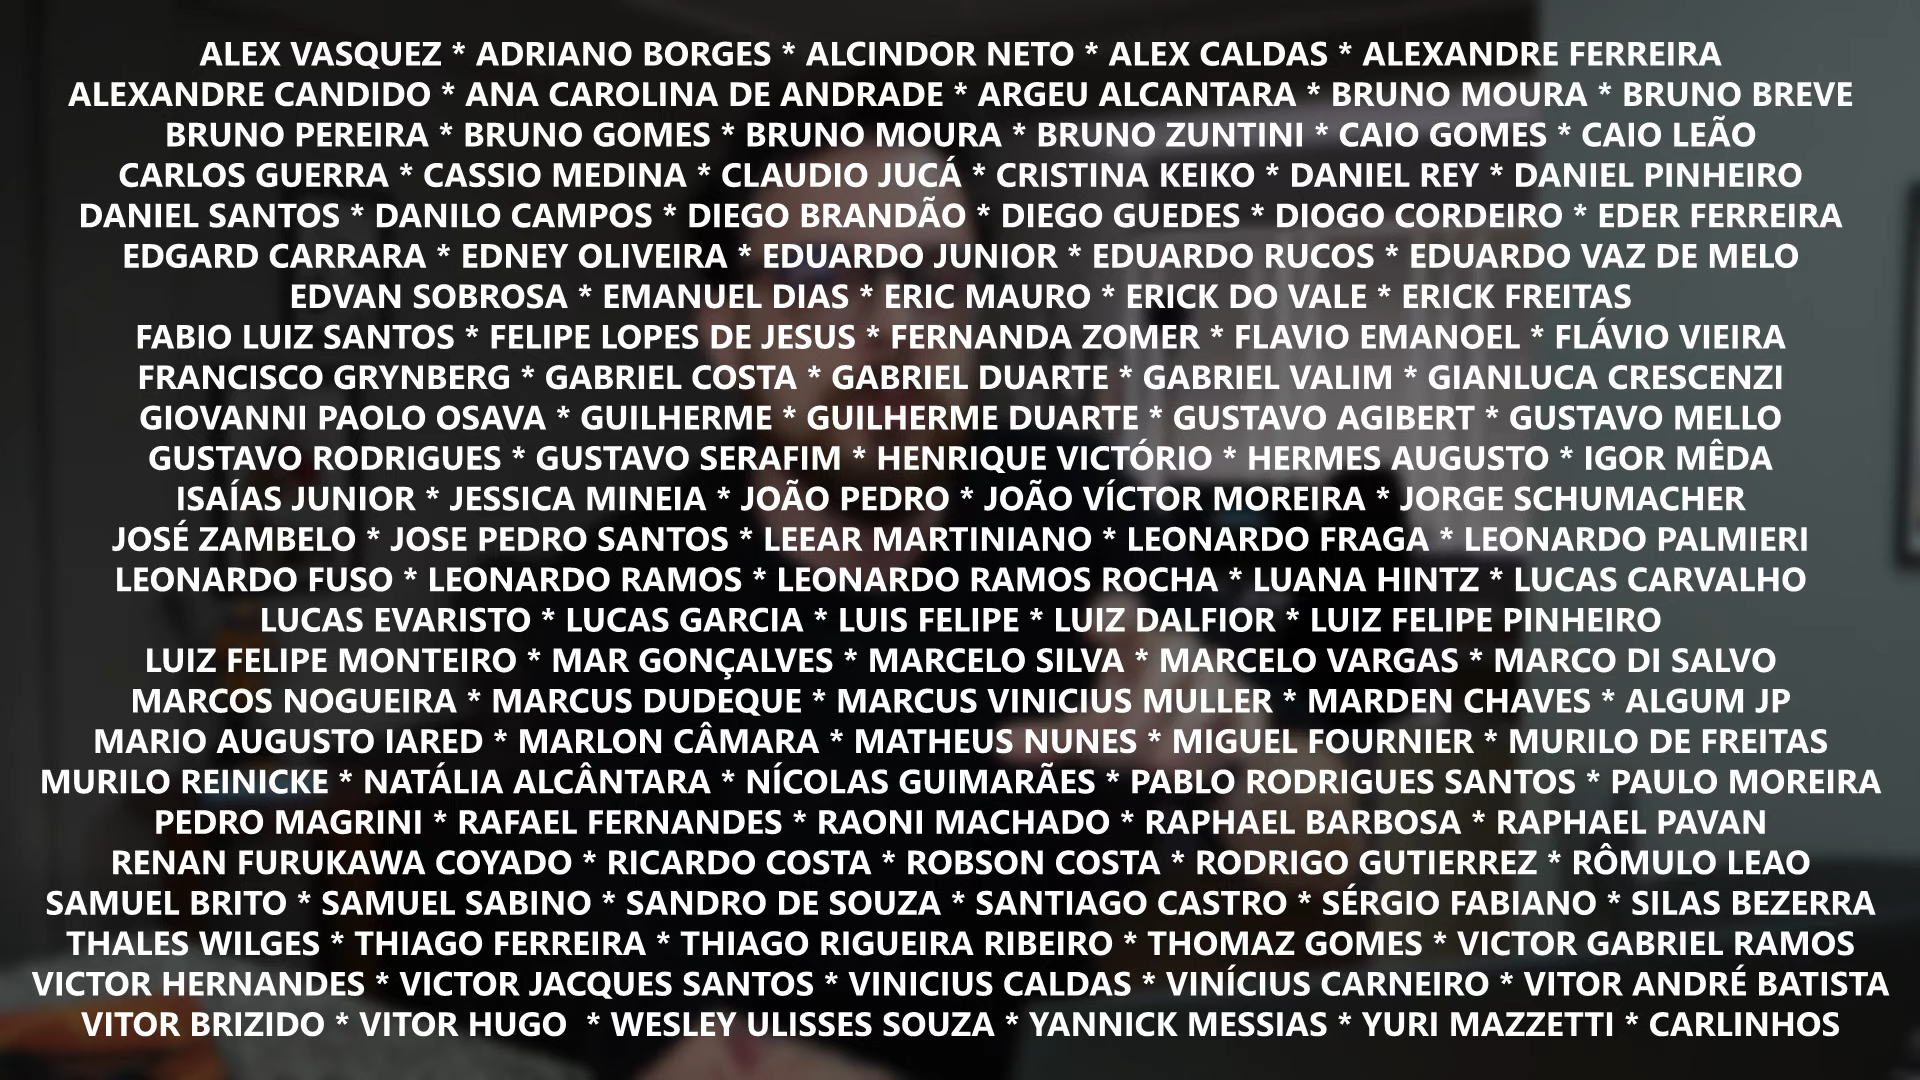 ALEX VASQUEZ * ADRIANO BORGES * ALCINDOR NETO * ALEX CALDAS * ALEXANDRE FERREIRA
ALEXANDRE CANDIDO * ANA CAROLINA DE ANDRADE * ARGEU ALCANTARA * BRUNO MOURA * BRUNO BREVE
BRUNO PEREIRA * BRUNO GOMES * BRUNO MOURA * BRUNO ZUNTINI * CAIO GOMES * CAIO LEÃO
CARLOS GUERRA * CASSIO MEDINA * CLAUDIO JUCÁ * CRISTINA KEIKO * DANIEL REY * DANIEL PINHEIRO
DANIEL SANTOS * DANILO CAMPOS * DIEGO BRANDÃO * DIEGO GUEDES * DIOGO CORDEIRO * EDER FERREIRA
EDGARD CARRARA * EDNEY OLIVEIRA * EDUARDO JUNIOR * EDUARDO RUCOS * EDUARDO VAZ DE MELO
EDVAN SOBROSA * EMANUEL DIAS * ERIC MAURO * ERICK DO VALE * ERICK FREITAS
FABIO LUIZ SANTOS * FELIPE LOPES DE JESUS * FERNANDA ZOMER * FLAVIO EMANOEL * FLÁVIO VIEIRA
FRANCISCO GRYNBERG * GABRIEL COSTA * GABRIEL DUARTE * GABRIEL VALIM * GIANLUCA CRESCENZI
GIOVANNI PAOLO OSAVA * GUILHERME * GUILHERME DUARTE * GUSTAVO AGIBERT * GUSTAVO MELLO
GUSTAVO RODRIGUES * GUSTAVO SERAFIM * HENRIQUE VICTÓRIO * HERMES AUGUSTO * IGOR MÊDA
ISAÍAS JUNIOR * JESSICA MINEIA * JOÃO PEDRO * JOÃO VÍCTOR MOREIRA * JORGE SCHUMACHER
JOSÉ ZAMBELO * JOSE PEDRO SANTOS * LEEAR MARTINIANO * LEONARDO FRAGA * LEONARDO PALMIERI
LEONARDO FUSO * LEONARDO RAMOS * LEONARDO RAMOS ROCHA * LUANA HINTZ * LUCAS CARVALHO
LUCAS EVARISTO * LUCAS GARCIA * LUIS FELIPE * LUIZ DALFIOR * LUIZ FELIPE PINHEIRO
LUIZ FELIPE MONTEIRO * MAR GONÇALVES * MARCELO SILVA * MARCELO VARGAS * MARCO DI SALVO
MARCOS NOGUEIRA * MARCUS DUDEQUE * MARCUS VINICIUS MULLER * MARDEN CHAVES * ALGUM JP
MARIO AUGUSTO IARED * MARLON CÂMARA * MATHEUS NUNES * MIGUEL FOURNIER * MURILO DE FREITAS
MURILO REINICKE * NATÁLIA ALCÂNTARA * NÍCOLAS GUIMARÃES * PABLO RODRIGUES SANTOS * PAULO MOREIRA
PEDRO MAGRINI * RAFAEL FERNANDES * RAONI MACHADO * RAPHAEL BARBOSA * RAPHAEL PAVAN
RENAN FURUKAWA COYADO * RICARDO COSTA * ROBSON COSTA * RODRIGO GUTIERREZ * RÔMULO LEAO
SAMUEL BRITO * SAMUEL SABINO * SANDRO DE SOUZA * SANTIAGO CASTRO * SÉRGIO FABIANO * SILAS BEZERRA
THALES WILGES * THIAGO FERREIRA * THIAGO RIGUEIRA RIBEIRO * THOMAZ GOMES * VICTOR GABRIEL RAMOS
VICTOR HERNANDES * VICTOR JACQUES SANTOS * VINICIUS CALDAS * VINÍCIUS CARNEIRO * VITOR ANDRÉ BATISTA
VITOR BRIZIDO * VITOR HUGO * WESLEY ULISSES SOUZA * YANNICK MESSIAS * YURI MAZZETTI * CARLINHOS